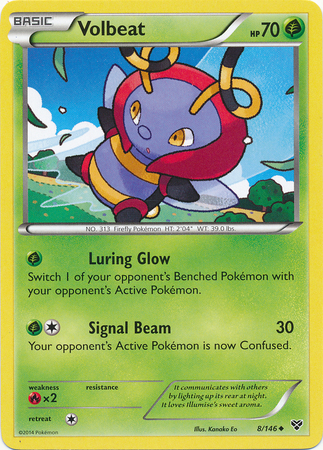 BASIC
Volbeat HP70
NO. 313 Firefly Pokémon. HT: 2'04" WT: 39.0 lbs.
Luring Glow
Switch 1 of your opponent's Benched Pokémon with
your opponent's Active Pokémon.
Signal Beam 30
Your opponent's Active Pokémon is now Confused.
weakness resistance
×2
retreat
It communicates with others
by lighting up its rear at night.
It loves Illumise's sweet aroma.
©2014 Pokémon Illus. Kanako Eo 8/146
XY